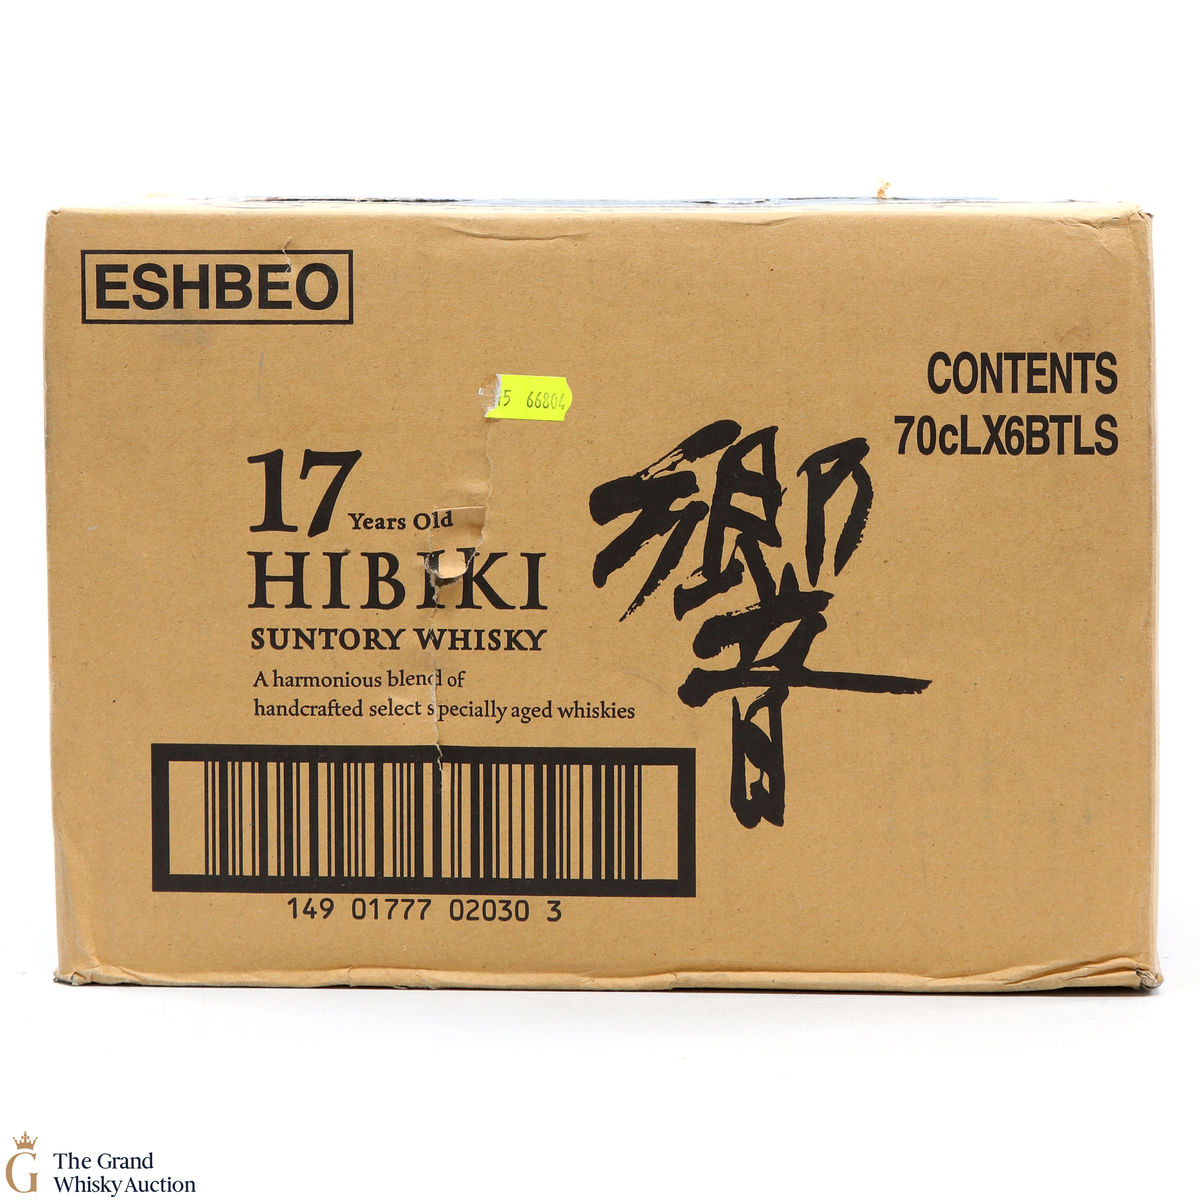 ESHBEO
CONTENTS
70cLX6BTLS
5 66804
17 Years Old
HIBIKI
SUNTORY WHISKY
A harmonious blend of
handcrafted select specially aged whiskies
響
149 01777 02030 3
G The Grand
Whisky Auction